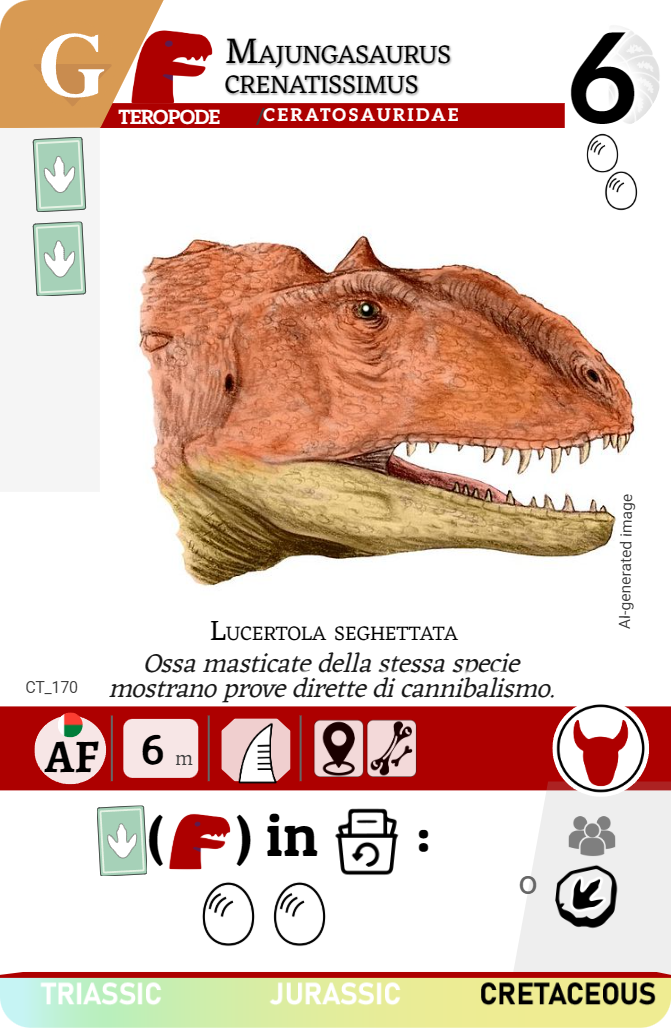 G
MAJUNGASAURUS
CRENATISSIMUS
6
TEROPODE
/CERATOSAURIDAE
AI-generated image
LUCERTOLA SEGHETTATA
Ossa masticate della stessa specie
CT_170
mostrano prove dirette di cannibalismo.
AF
6 m
( ) in :
O
TRIASSIC
JURASSIC
CRETACEOUS